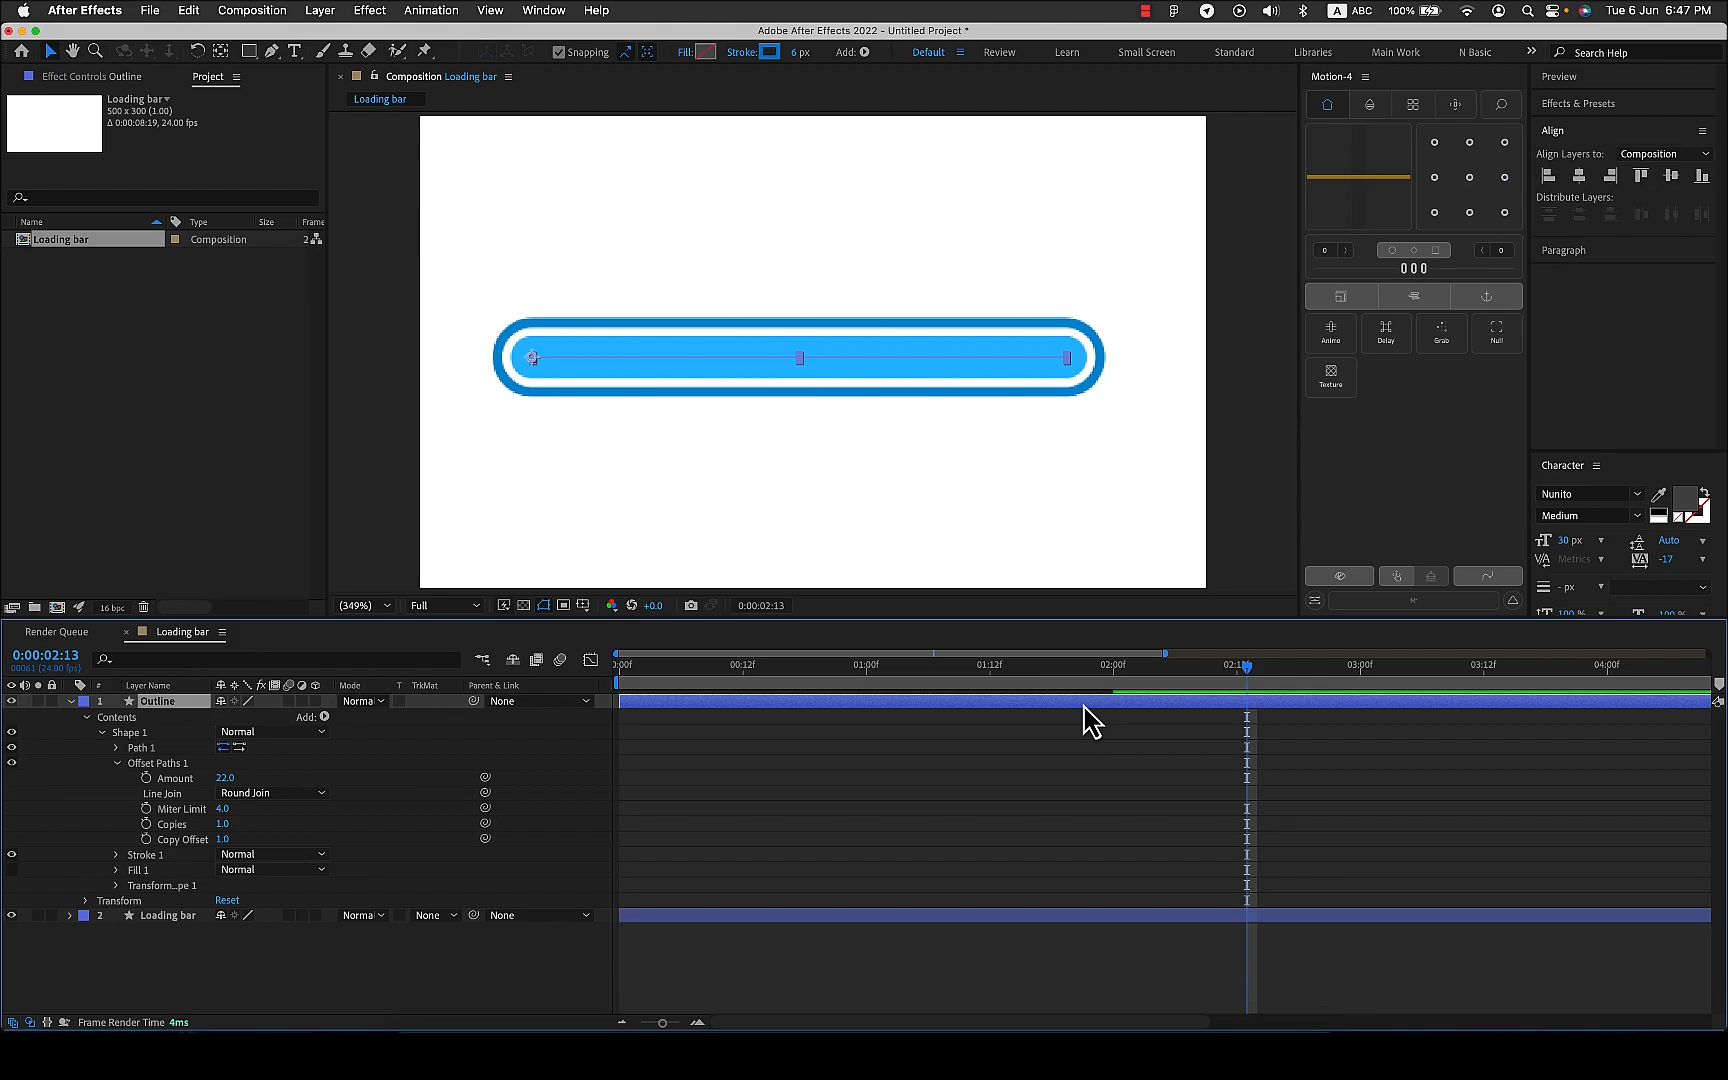 After Effects File Edit Composition Layer Effect Animation View Window Help A ABC 100% Tue 6 Jun 6:47 PM
Adobe After Effects 2022 - Untitled Project *
Snapping Fill: Stroke: 6 px Add: Default Review Learn Small Screen Standard Libraries Main Work N Basic Search Help
Effect Controls Outline Project
Composition Loading bar
Motion-4
Preview
Loading bar
500 x 300 (1.00)
Δ 0:00:08:19, 24.00 fps
Loading bar
Effects & Presets
Align
Align Layers to: Composition
Distribute Layers:
Name Type Size Frame
Loading bar Composition 2
Paragraph
0 0
000
Animo Delay Grab Null
Texture
Character
Nunito
Medium
30 px Auto
Metrics -17
- px
100 % 100 %
16 bpc
(349%) Full +0.0 0:00:02:13
Render Queue Loading bar
0:00:02:13
00061 (24.00 fps)
0:00f 00:12f 01:00f 01:12f 02:00f 02:1 03:00f 03:12f 04:00f
# Layer Name Mode T TrkMat Parent & Link
1 Outline Norma None
Contents Add:
Shape 1 Normal
Path 1
Offset Paths 1
Amount 22.0
Line Join Round Join
Miter Limit 4.0
Copies 1.0
Copy Offset 1.0
Stroke 1 Normal
Fill 1 Normal
Transform...pe 1
Transform Reset
2 Loading bar Norma None None
Frame Render Time 4ms